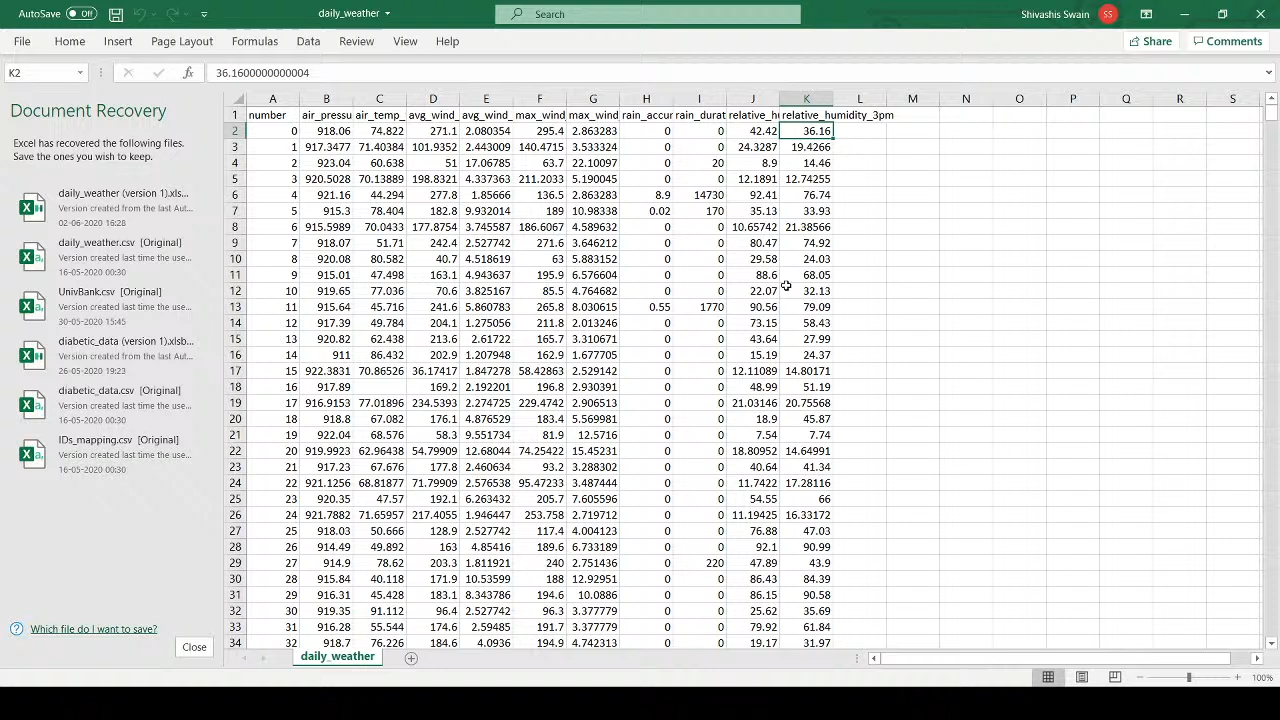 AutoSave Off daily_weather Search Shivashis Swain SS
File Home Insert Page Layout Formulas Data Review View Help Share Comments
K2 fx 36.1600000000004
Document Recovery
Excel has recovered the following files.
Save the ones you wish to keep.
daily_weather (version 1).xls...
Version created from the last Aut...
02-06-2020 16:28
daily_weather.csv [Original]
Version created last time the use...
16-05-2020 00:30
UnivBank.csv [Original]
Version created last time the use...
30-05-2020 15:45
diabetic_data (version 1).xlsb...
Version created from the last Aut...
26-05-2020 19:23
diabetic_data.csv [Original]
Version created last time the use...
16-05-2020 00:30
IDs_mapping.csv [Original]
Version created last time the use...
16-05-2020 00:30
Which file do I want to save?
Close
A B C D E F G H I J K L M N O P Q R S
1 number air_pressu air_temp_ avg_wind_ avg_wind_ max_wind max_wind rain_accur rain_durat relative_hu relative_humidity_3pm
2 0 918.06 74.822 271.1 2.080354 295.4 2.863283 0 0 42.42 36.16
3 1 917.3477 71.40384 101.9352 2.443009 140.4715 3.533324 0 0 24.3287 19.4266
4 2 923.04 60.638 51 17.06785 63.7 22.10097 0 20 8.9 14.46
5 3 920.5028 70.13889 198.8321 4.337363 211.2033 5.190045 0 0 12.1891 12.74255
6 4 921.16 44.294 277.8 1.85666 136.5 2.863283 8.9 14730 92.41 76.74
7 5 915.3 78.404 182.8 9.932014 189 10.98338 0.02 170 35.13 33.93
8 6 915.5989 70.0433 177.8754 3.745587 186.6067 4.589632 0 0 10.65742 21.38566
9 7 918.07 51.71 242.4 2.527742 271.6 3.646212 0 0 80.47 74.92
10 8 920.08 80.582 40.7 4.518619 63 5.883152 0 0 29.58 24.03
11 9 915.01 47.498 163.1 4.943637 195.9 6.576604 0 0 88.6 68.05
12 10 919.65 77.036 70.6 3.825167 85.5 4.764682 0 0 22.07 32.13
13 11 915.64 45.716 241.6 5.860783 265.8 8.030615 0.55 1770 90.56 79.09
14 12 917.39 49.784 204.1 1.275056 211.8 2.013246 0 0 73.15 58.43
15 13 920.82 62.438 213.6 2.61722 165.7 3.310671 0 0 43.64 27.99
16 14 911 86.432 202.9 1.207948 162.9 1.677705 0 0 15.19 24.37
17 15 922.3831 70.86526 36.17417 1.847278 58.42863 2.529142 0 0 12.11089 14.80171
18 16 917.89 169.2 2.192201 196.8 2.930391 0 0 48.99 51.19
19 17 916.9153 77.01896 234.5393 2.274725 229.4742 2.906513 0 0 21.03146 20.75568
20 18 918.8 67.082 176.1 4.876529 183.4 5.569981 0 0 18.9 45.87
21 19 922.04 68.576 58.3 9.551734 81.9 12.5716 0 0 7.54 7.74
22 20 919.9923 62.96438 54.79909 12.68044 74.25422 15.45231 0 0 18.80952 14.64991
23 21 917.23 67.676 177.8 2.460634 93.2 3.288302 0 0 40.64 41.34
24 22 921.1256 68.81877 71.79909 2.576538 95.47233 3.487444 0 0 11.7422 17.28116
25 23 920.35 47.57 192.1 6.263432 205.7 7.605596 0 0 54.55 66
26 24 921.7882 71.65957 217.4055 1.946447 253.758 2.719712 0 0 11.19425 16.33172
27 25 918.03 50.666 128.9 2.527742 117.4 4.004123 0 0 76.88 47.03
28 26 914.49 49.892 163 4.85416 189.6 6.733189 0 0 92.1 90.99
29 27 914.9 78.62 203.3 1.811921 240 2.751436 0 220 47.89 43.9
30 28 915.84 40.118 171.9 10.53599 188 12.92951 0 0 86.43 84.39
31 29 916.31 45.428 183.1 8.343786 194.6 10.0886 0 0 86.15 90.58
32 30 919.35 91.112 96.4 2.527742 96.3 3.377779 0 0 25.62 35.69
33 31 916.28 55.544 174.6 2.59485 191.7 3.377779 0 0 79.92 61.84
34 32 918.7 76.226 184.6 4.0936 194.4 4.742313 0 0 19.17 31.97
daily_weather
100%